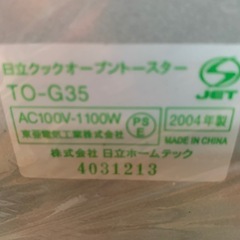 日立クックオーブントースター
TO-G35
JET
AC100V-1100W
PS
E
2004年製
東谷電気工業株式会社
MADE IN CHINA
株式会社 日立ホームテック
4031213